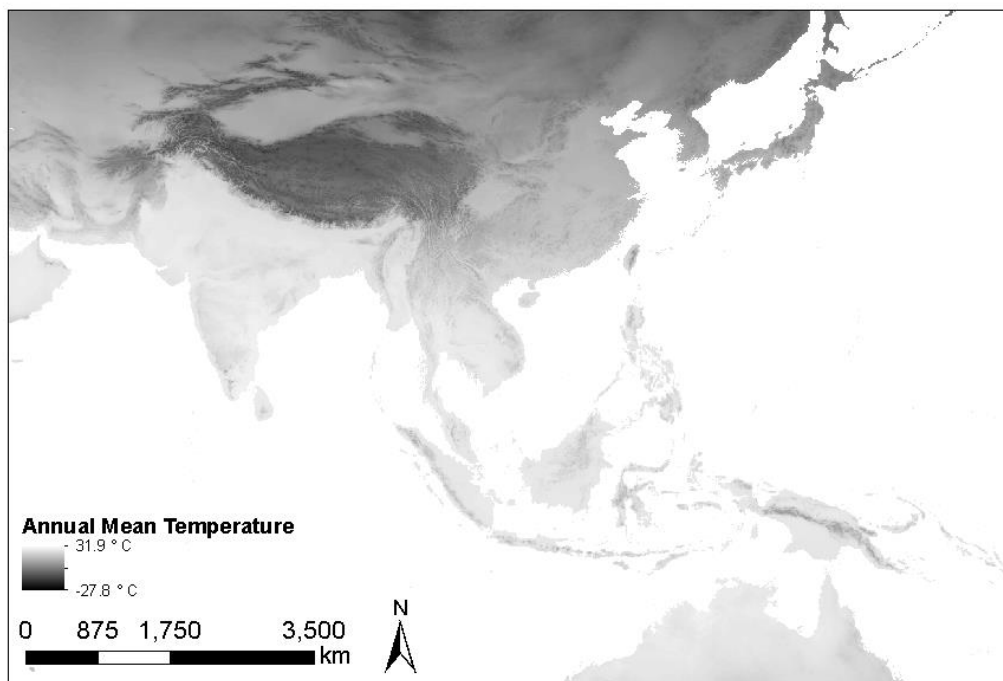 Annual Mean Temperature
31.9 ° C
-27.8 ° C
N
0 875 1,750 3,500
km